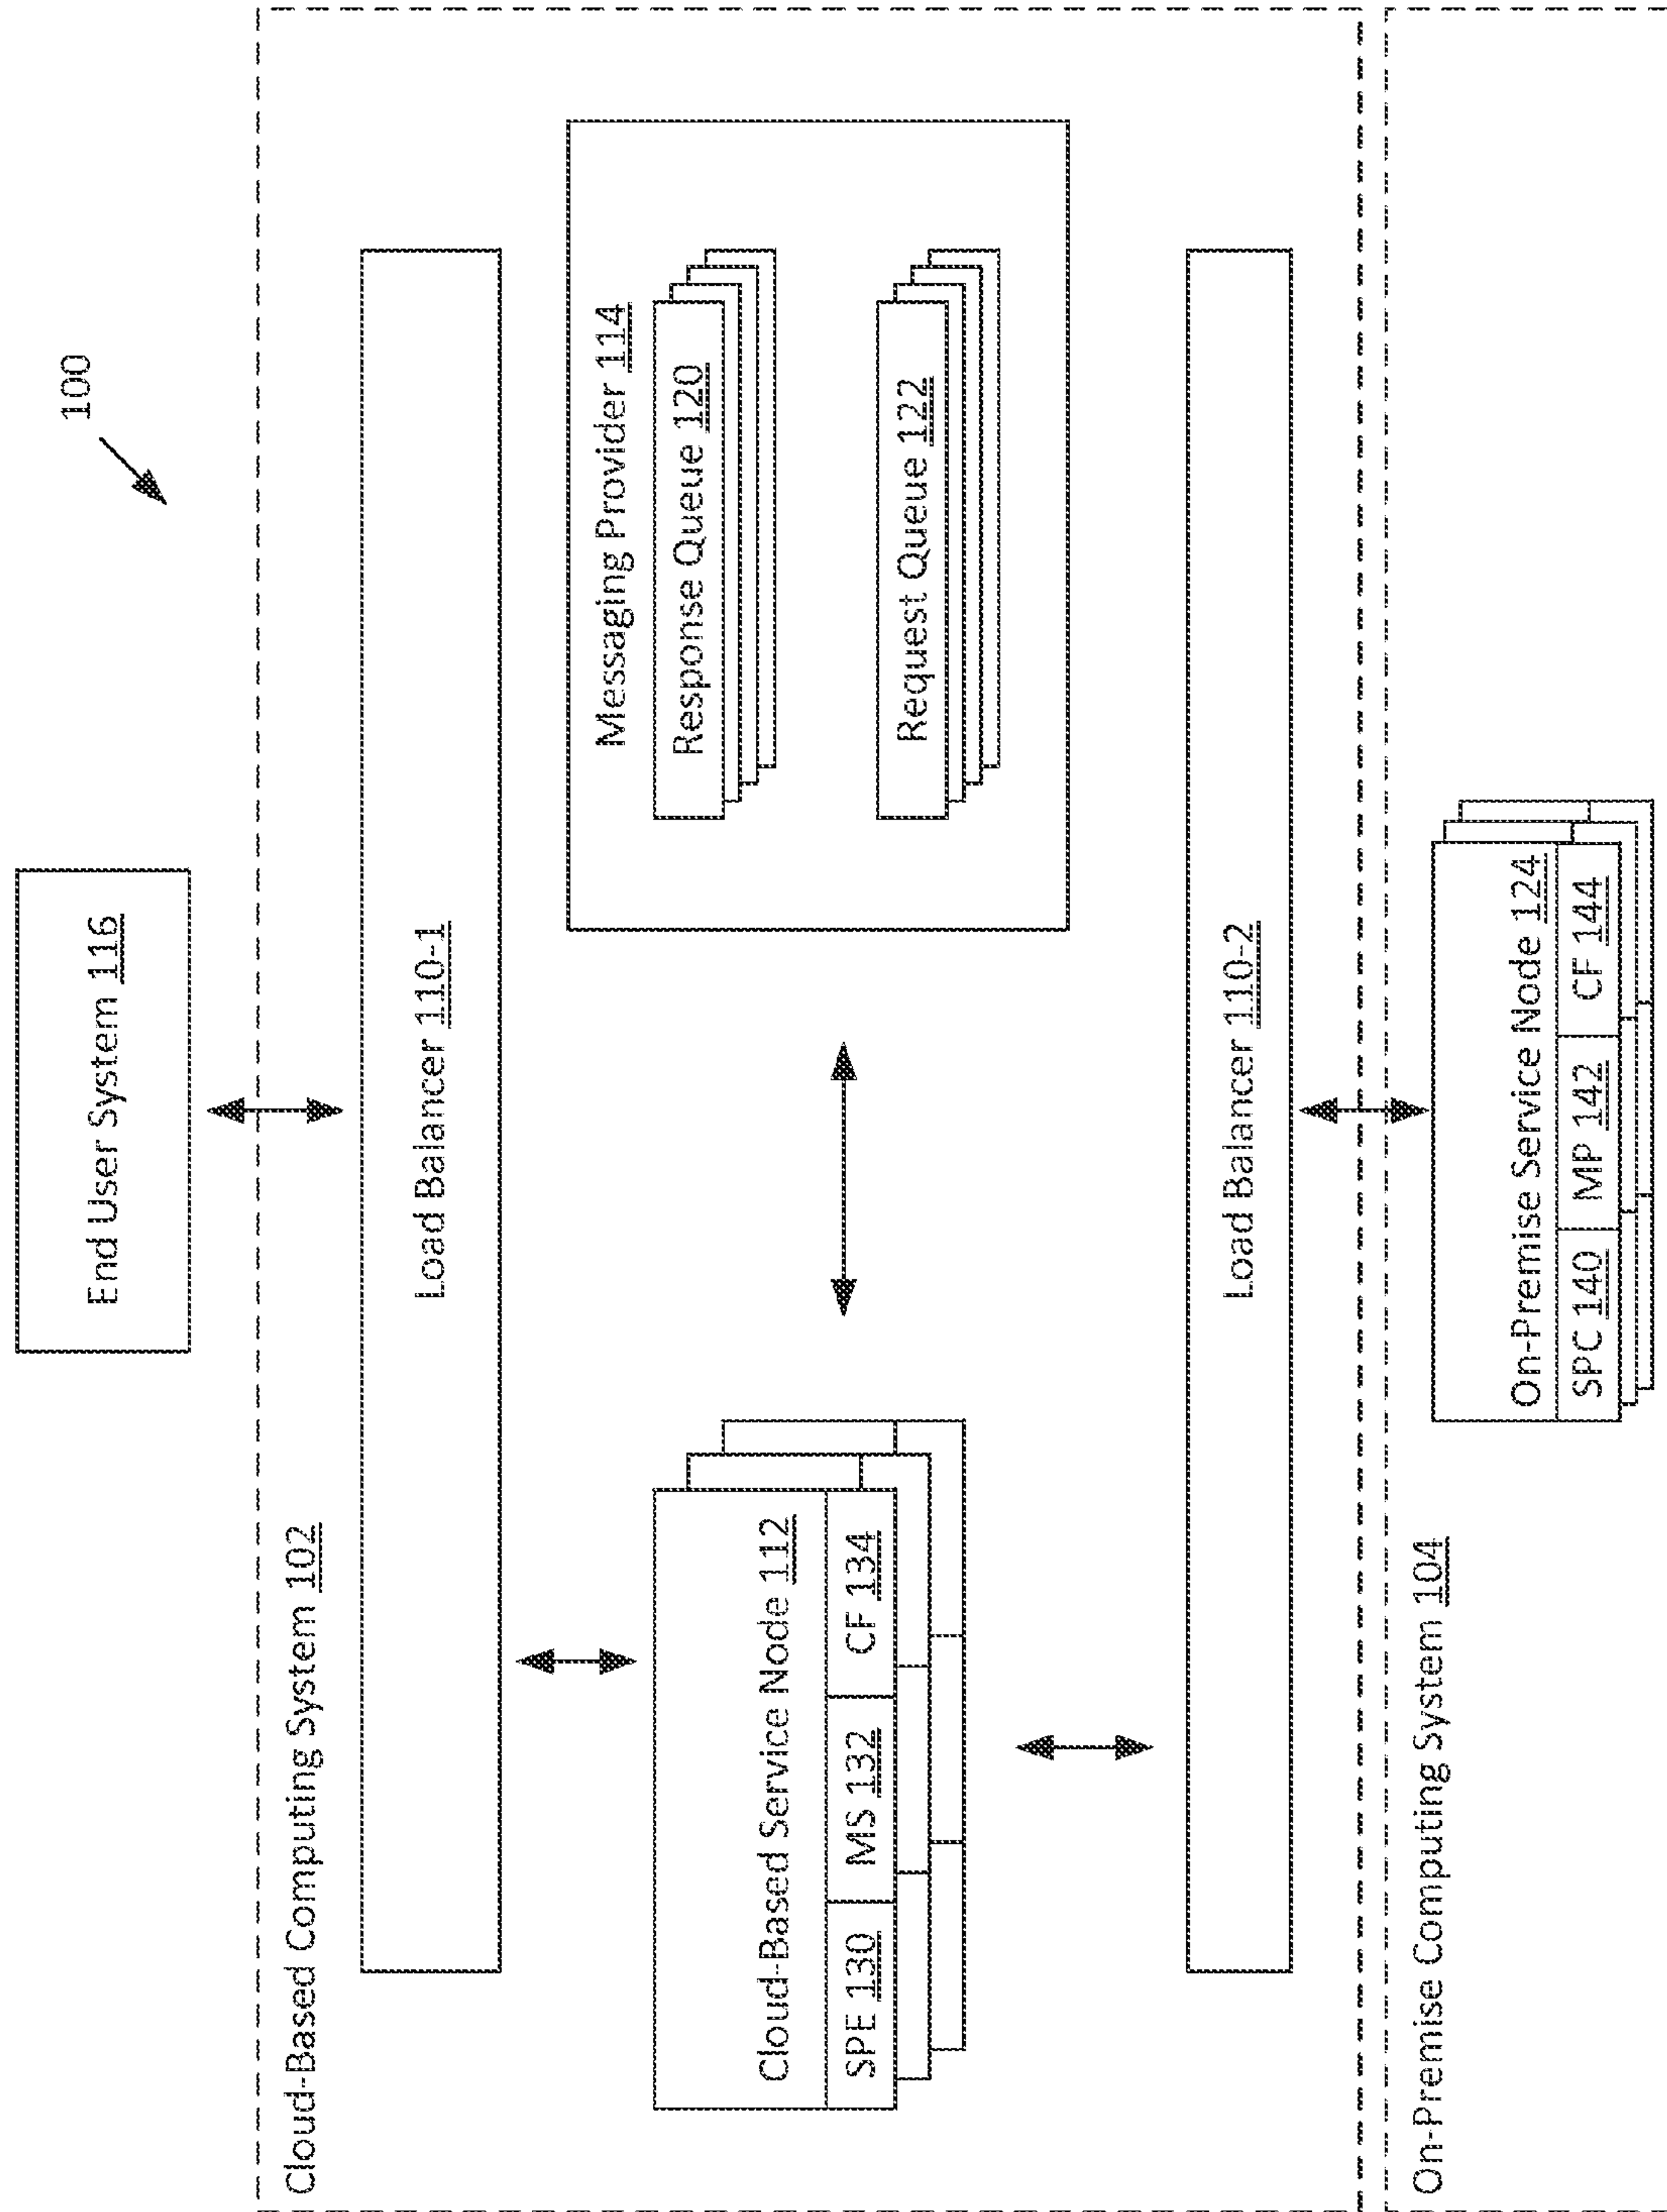 100
End User System 116
Cloud-Based Computing System 102
Load Balancer 110-1
Cloud-Based Service Node 112
SPE 130
MS 132
CF 134
Messaging Provider 114
Response Queue 120
Request Queue 122
Load Balancer 110-2
On-Premise Computing System 104
On-Premise Service Node 124
SPC 140
MP 142
CF 144